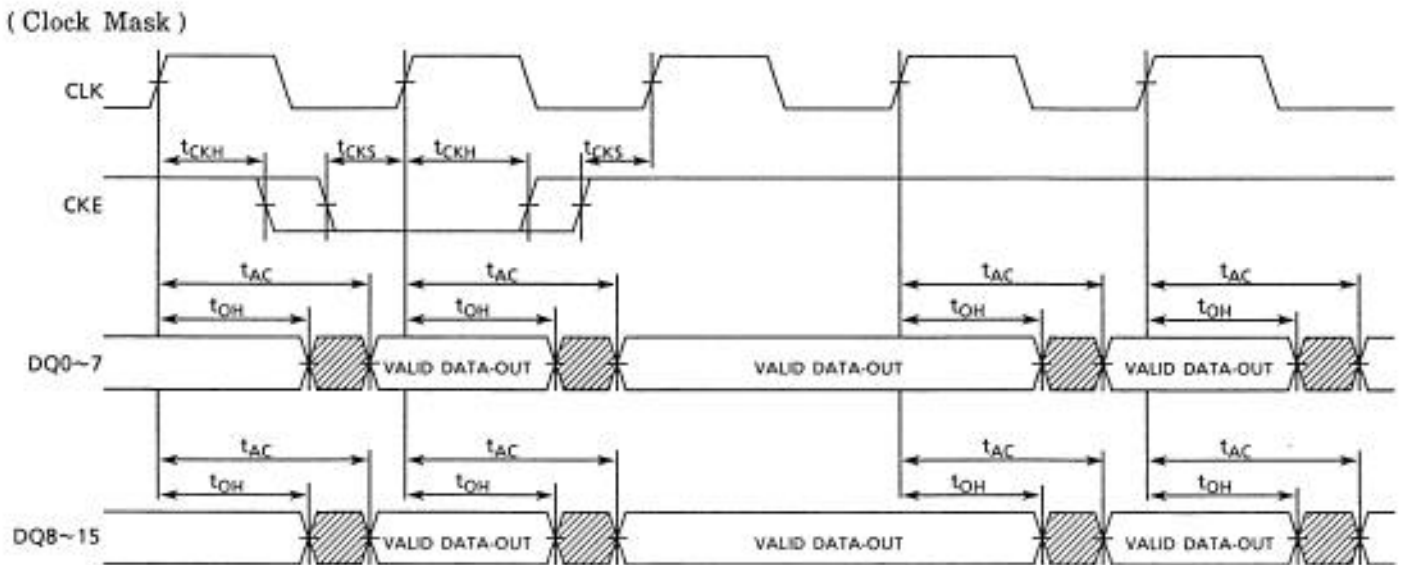 ( Clock Mask )
CLK
tCKH tCKS tCKH tCKS
CKE
tAC tAC tAC tAC
tOH tOH tOH tOH
DQ0~7 VALID DATA-OUT VALID DATA-OUT VALID DATA-OUT
tAC tAC tAC tAC
tOH tOH tOH tOH
DQ8~15 VALID DATA-OUT VALID DATA-OUT VALID DATA-OUT